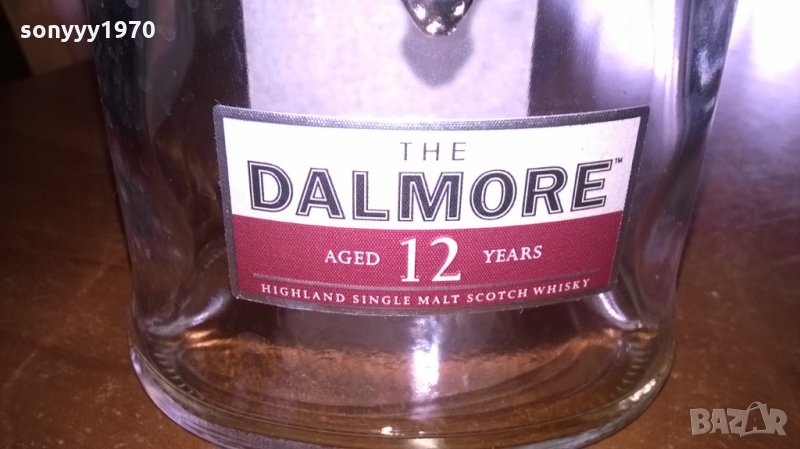 sonyyy1970
THE
DALMORE™
AGED 12 YEARS
HIGHLAND SINGLE MALT SCOTCH WHISKY
BAZAR